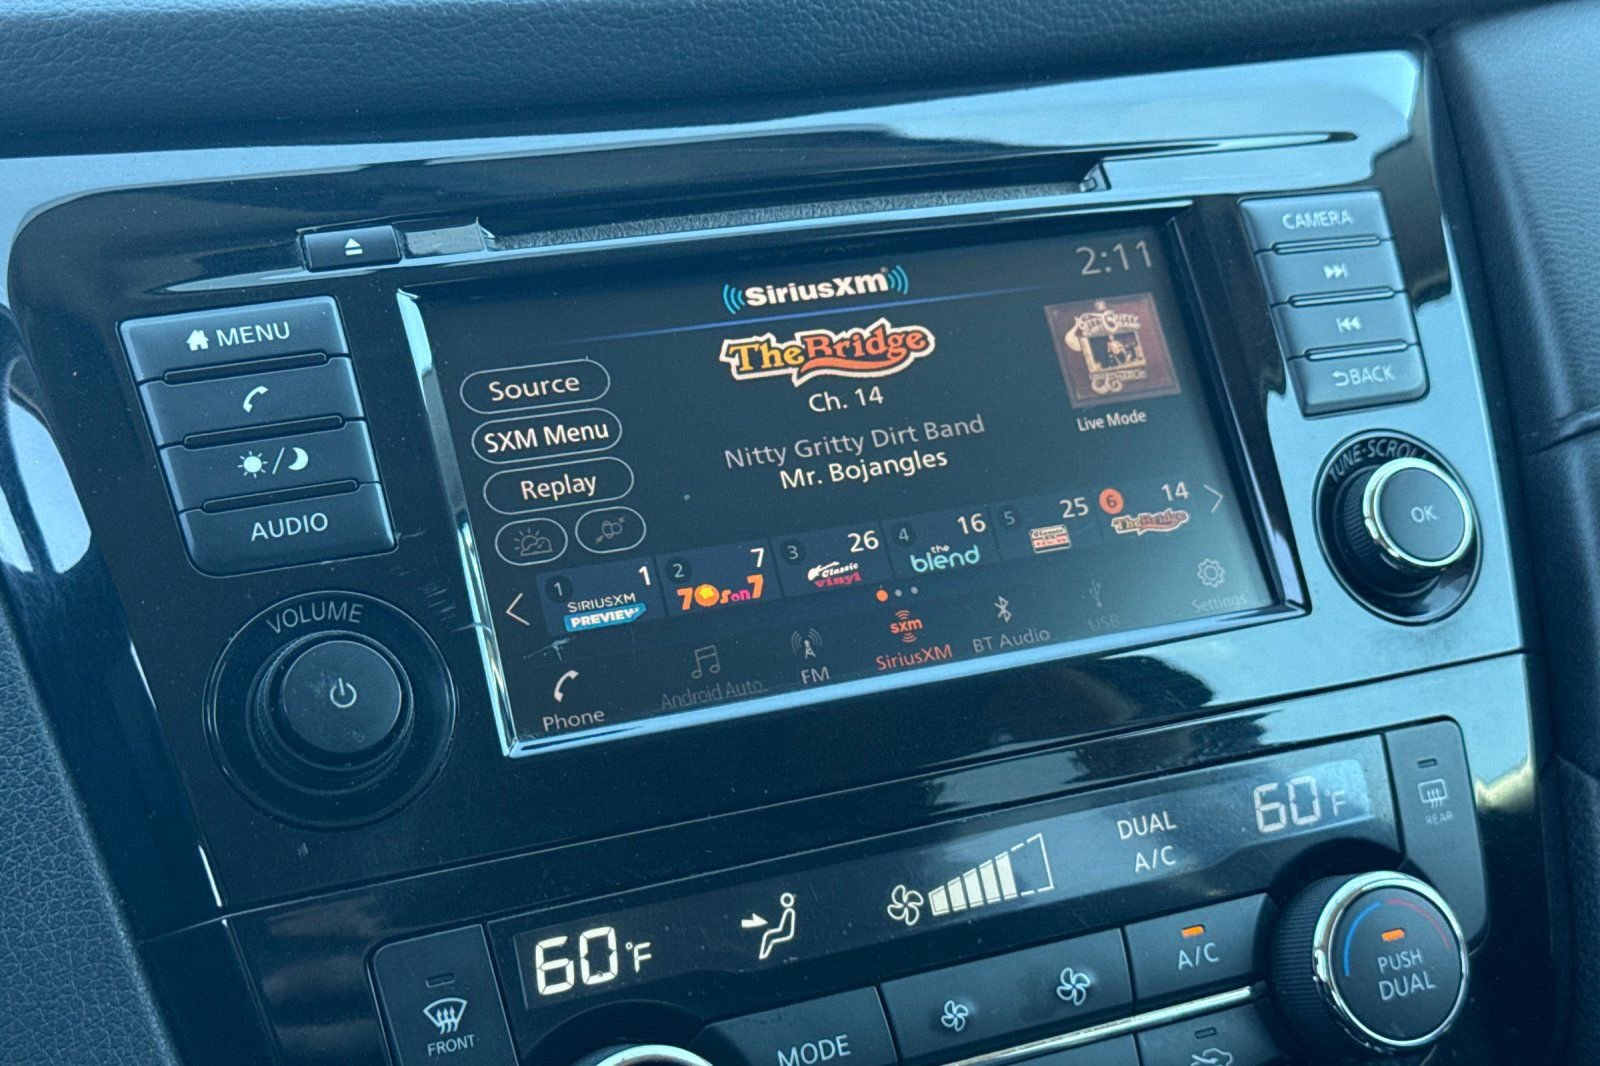 CAMERA
BACK
TUNE-SCROLL
OK
MENU
AUDIO
VOLUME
SiriusXM
2:11
The Bridge
Ch. 14
Nitty Gritty Dirt Band
Mr. Bojangles
Live Mode
Source
SXM Menu
Replay
1 1
SIRIUSXM
PREVIEW
2 7
70s on 7
3 26
Classic
vinyl
4 16
the
blend
5 25
Classic
6 14
The Bridge
Phone
Android Auto
FM
sxm
SiriusXM
BT Audio
USB
Settings
60°F
DUAL
A/C
60°F
REAR
FRONT
MODE
A/C
PUSH
DUAL